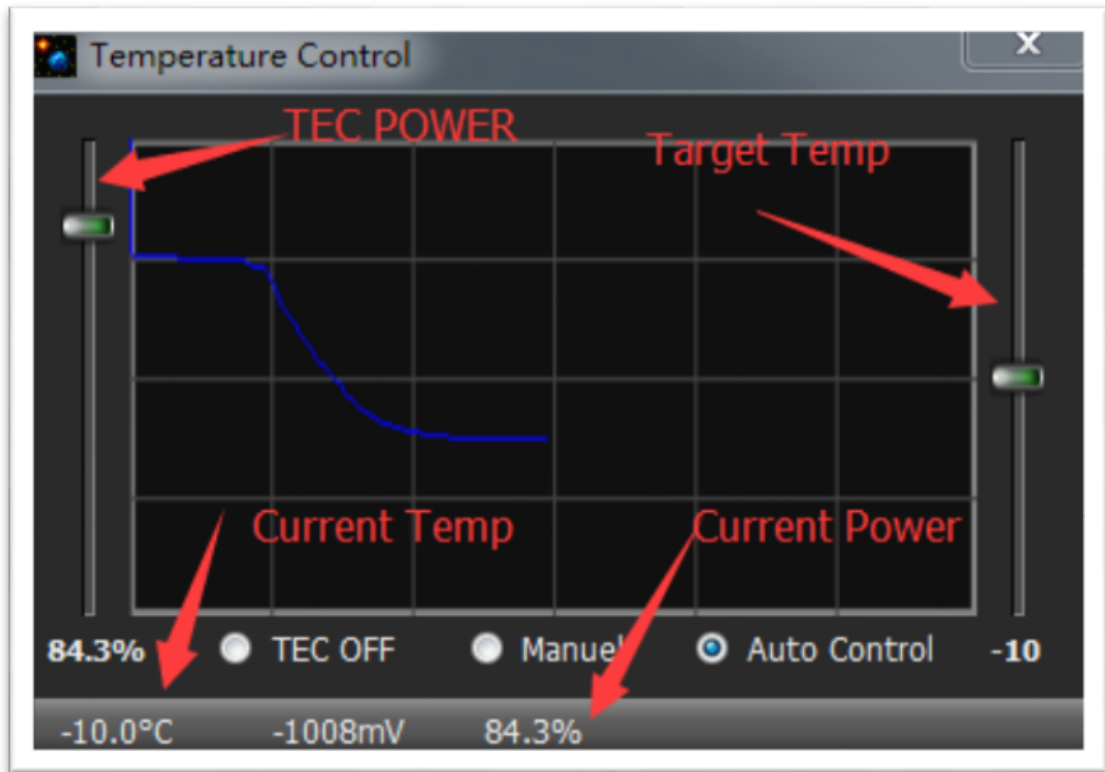 Temperature Control
TEC POWER
Target Temp
Current Temp
Current Power
84.3%
TEC OFF
Manuel
Auto Control
-10
-10.0°C
-1008mV
84.3%